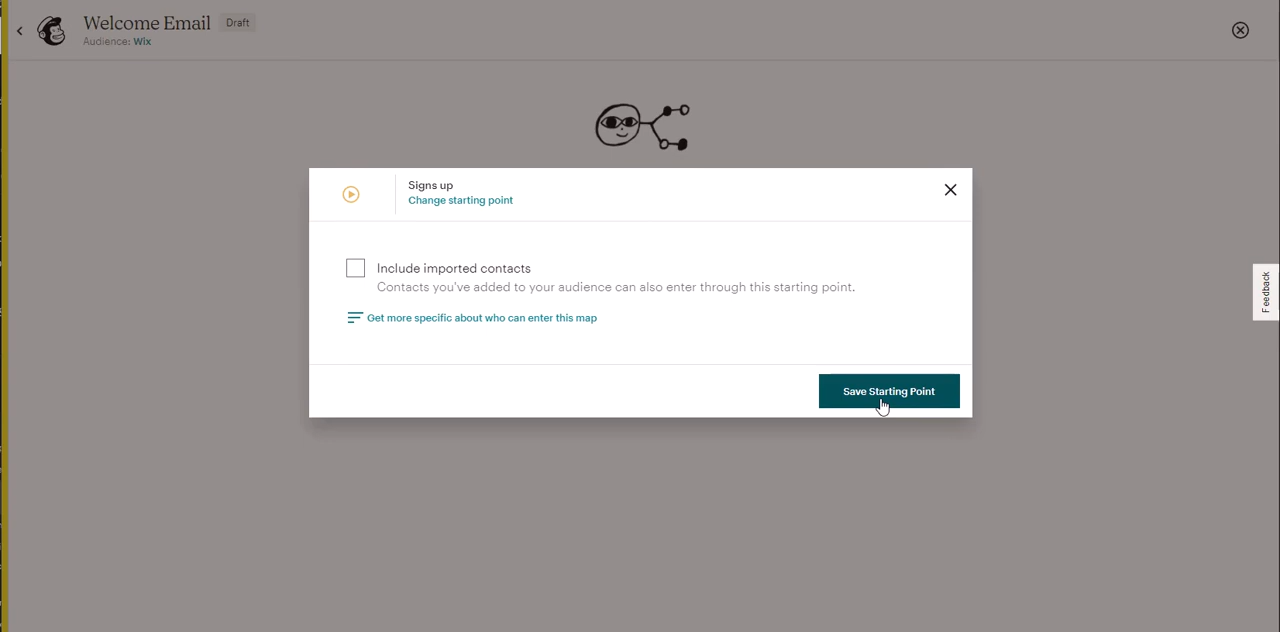 Welcome Email Draft
Audience: Wix
Signs up
Change starting point
Include imported contacts
Contacts you've added to your audience can also enter through this starting point.
Get more specific about who can enter this map
Save Starting Point
Feedback